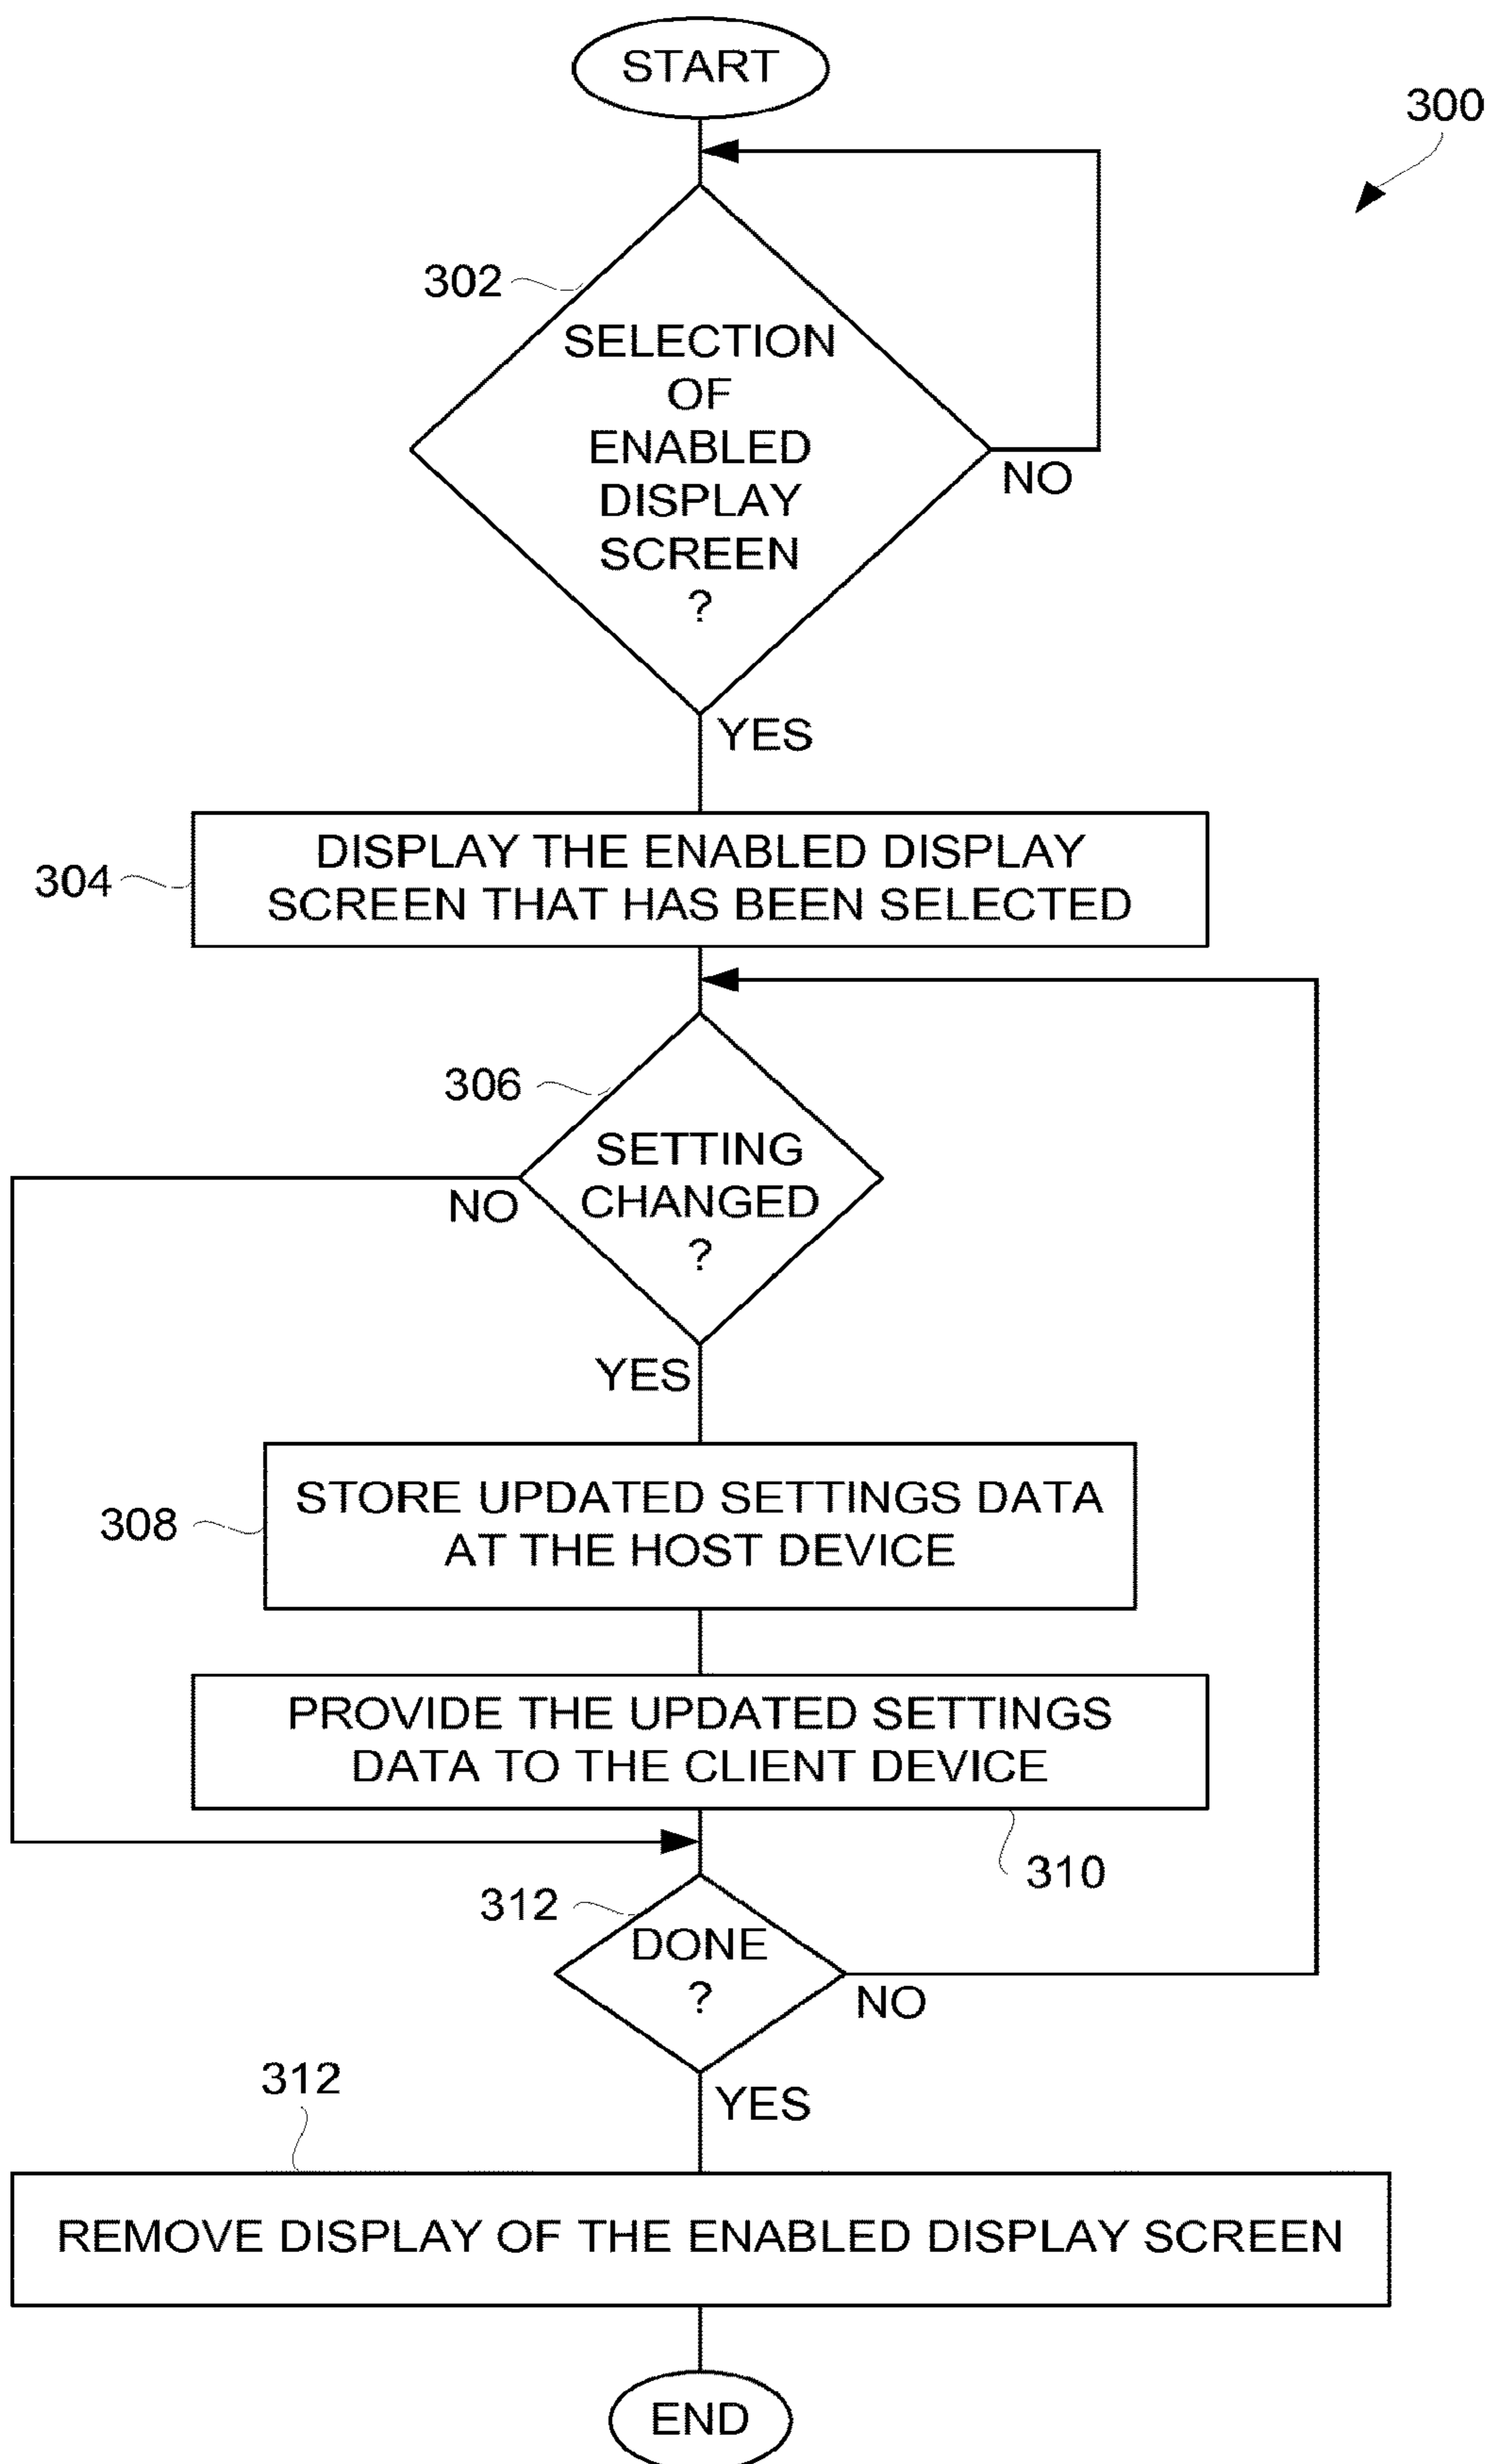 START
300
302
SELECTION
OF
ENABLED
DISPLAY
SCREEN
?
NO
YES
304
DISPLAY THE ENABLED DISPLAY
SCREEN THAT HAS BEEN SELECTED
306
SETTING
CHANGED
?
NO
YES
308
STORE UPDATED SETTINGS DATA
AT THE HOST DEVICE
PROVIDE THE UPDATED SETTINGS
DATA TO THE CLIENT DEVICE
310
312
DONE
?
NO
YES
312
REMOVE DISPLAY OF THE ENABLED DISPLAY SCREEN
END